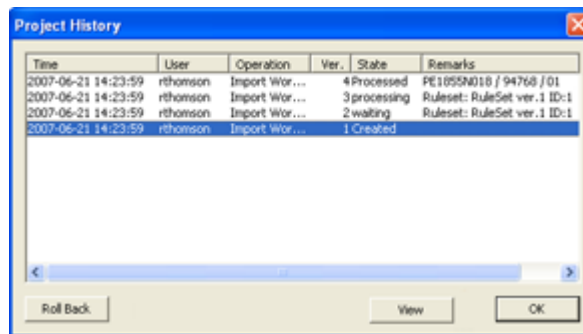 Project History
Time User Operation Ver. State Remarks
2007-06-21 14:23:59 rthomson Import Wor... 4 Processed PE1855N018 / 94768 / 01
2007-06-21 14:23:59 rthomson Import Wor... 3 processing Ruleset: RuleSet ver.1 ID:1
2007-06-21 14:23:59 rthomson Import Wor... 2 waiting Ruleset: RuleSet ver.1 ID:1
2007-06-21 14:23:59 rthomson Import Wor... 1 Created
Roll Back View OK